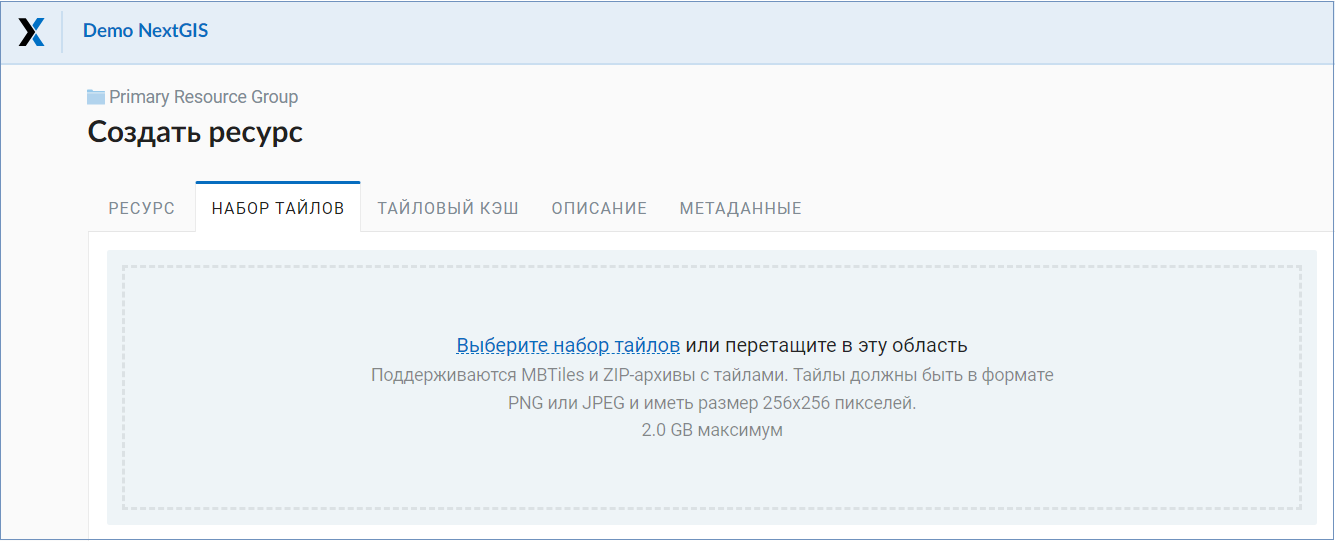 Demo NextGIS
Primary Resource Group
Создать ресурс
РЕСУРС НАБОР ТАЙЛОВ ТАЙЛОВЫЙ КЭШ ОПИСАНИЕ МЕТАДАННЫЕ
Выберите набор тайлов или перетащите в эту область
Поддерживаются MBTiles и ZIP-архивы с тайлами. Тайлы должны быть в формате
PNG или JPEG и иметь размер 256x256 пикселей.
2.0 GB максимум